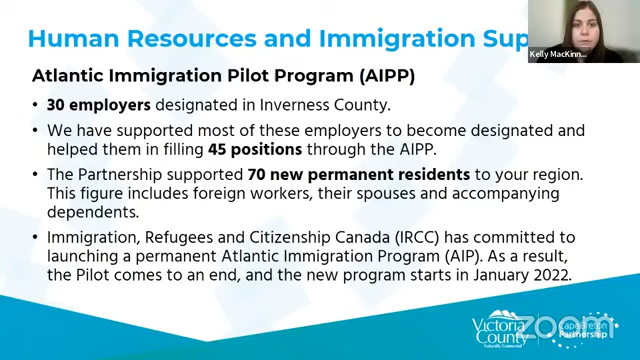 Human Resources and Immigration Sup
Kelly MacKinn...
Atlantic Immigration Pilot Program (AIPP)
• 30 employers designated in Inverness County.
• We have supported most of these employers to become designated and
helped them in filling 45 positions through the AIPP.
• The Partnership supported 70 new permanent residents to your region.
This figure includes foreign workers, their spouses and accompanying
dependents.
• Immigration, Refugees and Citizenship Canada (IRCC) has committed to
launching a permanent Atlantic Immigration Program (AIP). As a result,
the Pilot comes to an end, and the new program starts in January 2022.
Victoria
County
Naturally Connected
zoom
Cape Breton
Partnership